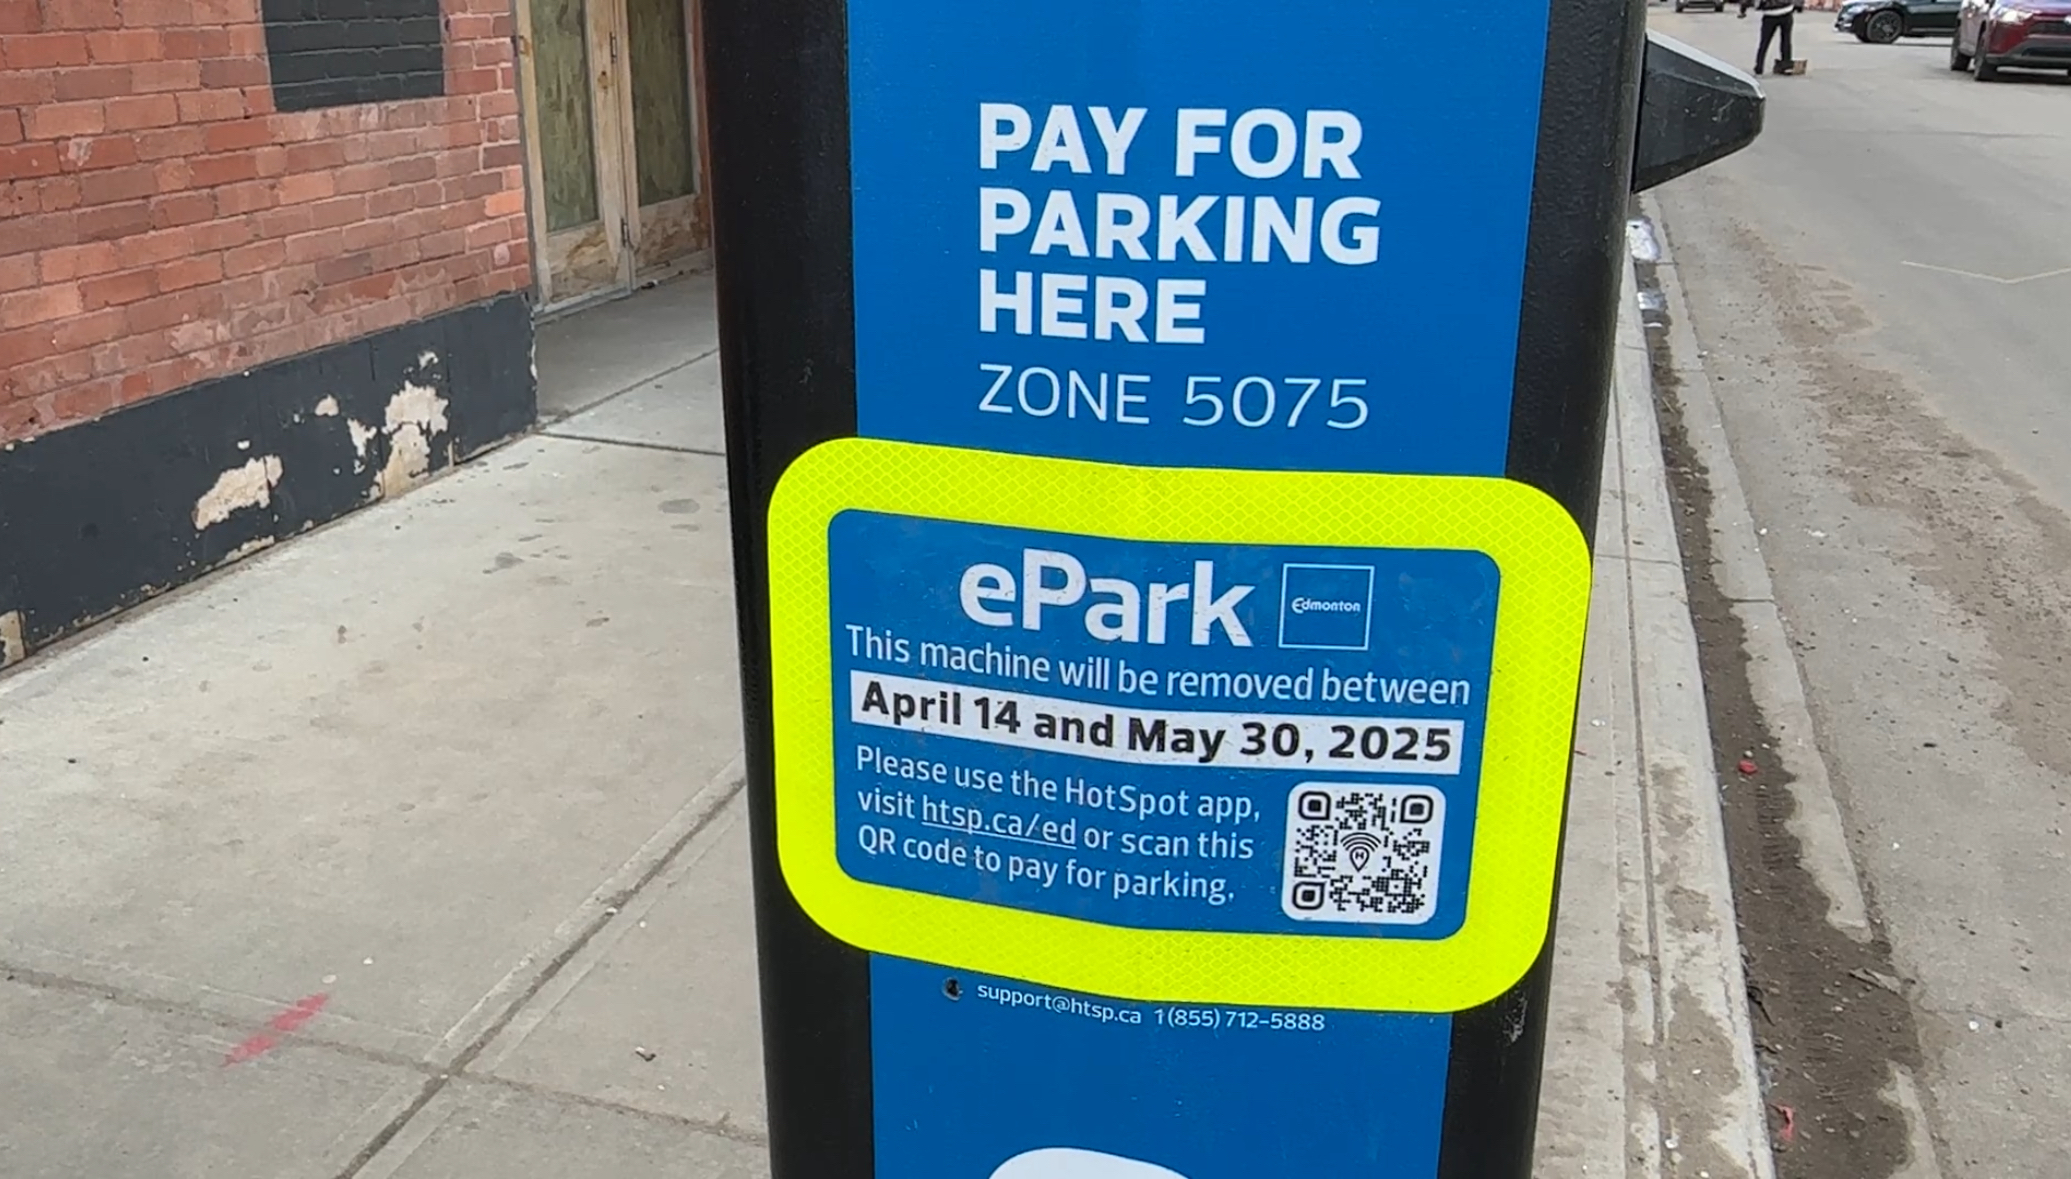 PAY FOR
PARKING
HERE
ZONE 5075
ePark Edmonton
This machine will be removed between
April 14 and May 30, 2025
Please use the HotSpot app,
visit htsp.ca/ed or scan this
QR code to pay for parking.
support@htsp.ca 1(855) 712-5888